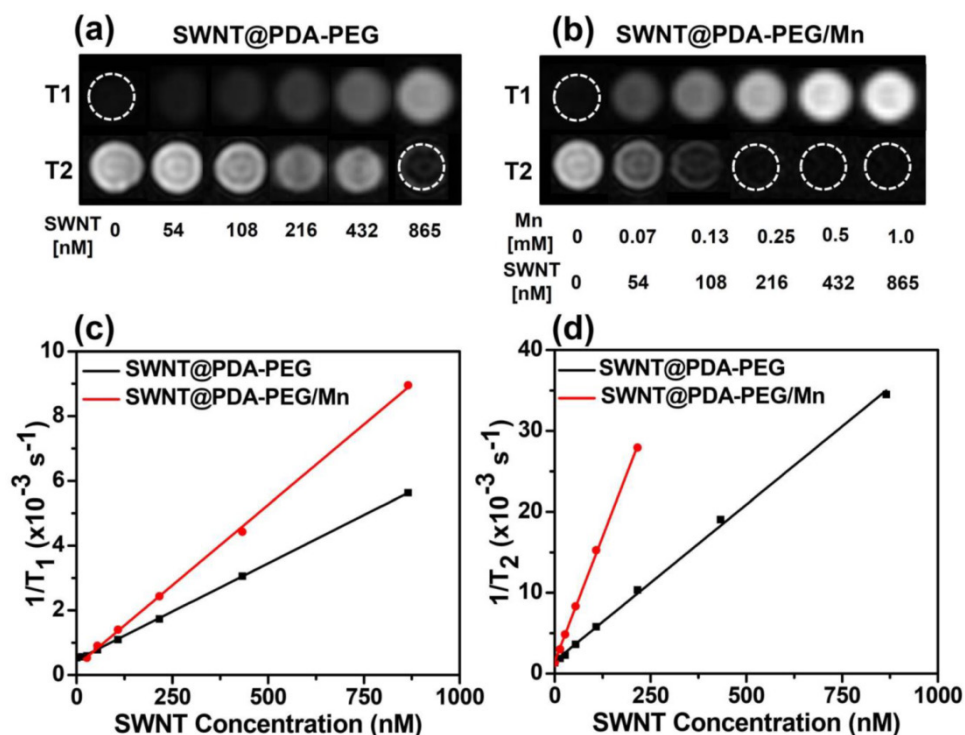 (a) SWNT@PDA-PEG
T1
T2
SWNT [nM] 0 54 108 216 432 865
(b) SWNT@PDA-PEG/Mn
T1
T2
Mn [mM] 0 0.07 0.13 0.25 0.5 1.0
SWNT [nM] 0 54 108 216 432 865
(c)
SWNT@PDA-PEG
SWNT@PDA-PEG/Mn
1/T1 (x10-3 s-1)
10
8
6
4
2
0
0 250 500 750 1000
SWNT Concentration (nM)
(d)
SWNT@PDA-PEG
SWNT@PDA-PEG/Mn
1/T2 (x10-3 s-1)
40
30
20
10
0
0 250 500 750 1000
SWNT Concentration (nM)